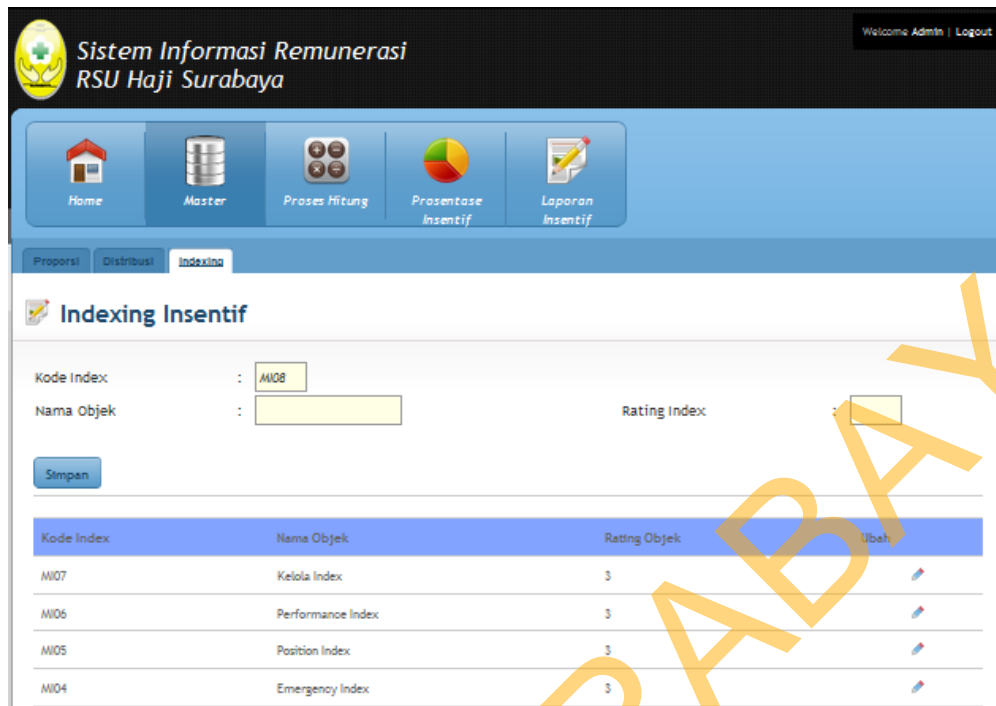 Welcome Admin | Logout
Sistem Informasi Remunerasi
RSU Haji Surabaya
Home Master Proses Hitung Prosentase Insentif Laporan Insentif
Proporsi Distribusi Indexing
Indexing Insentif
Kode Index : MI08
Nama Objek : Rating Index :
Simpan
Kode Index Nama Objek Rating Objek Ubah
MI07 Kelola Index 3
MI06 Performance Index 3
MI05 Position Index 3
MI04 Emergency Index 3
RABAY